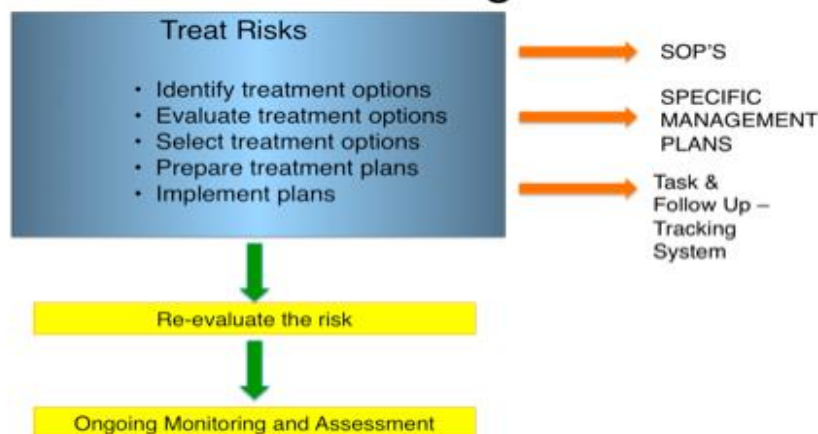 Treat Risks
• Identify treatment options
• Evaluate treatment options
• Select treatment options
• Prepare treatment plans
• Implement plans
SOP'S
SPECIFIC
MANAGEMENT
PLANS
Task &
Follow Up –
Tracking
System
Re-evaluate the risk
Ongoing Monitoring and Assessment